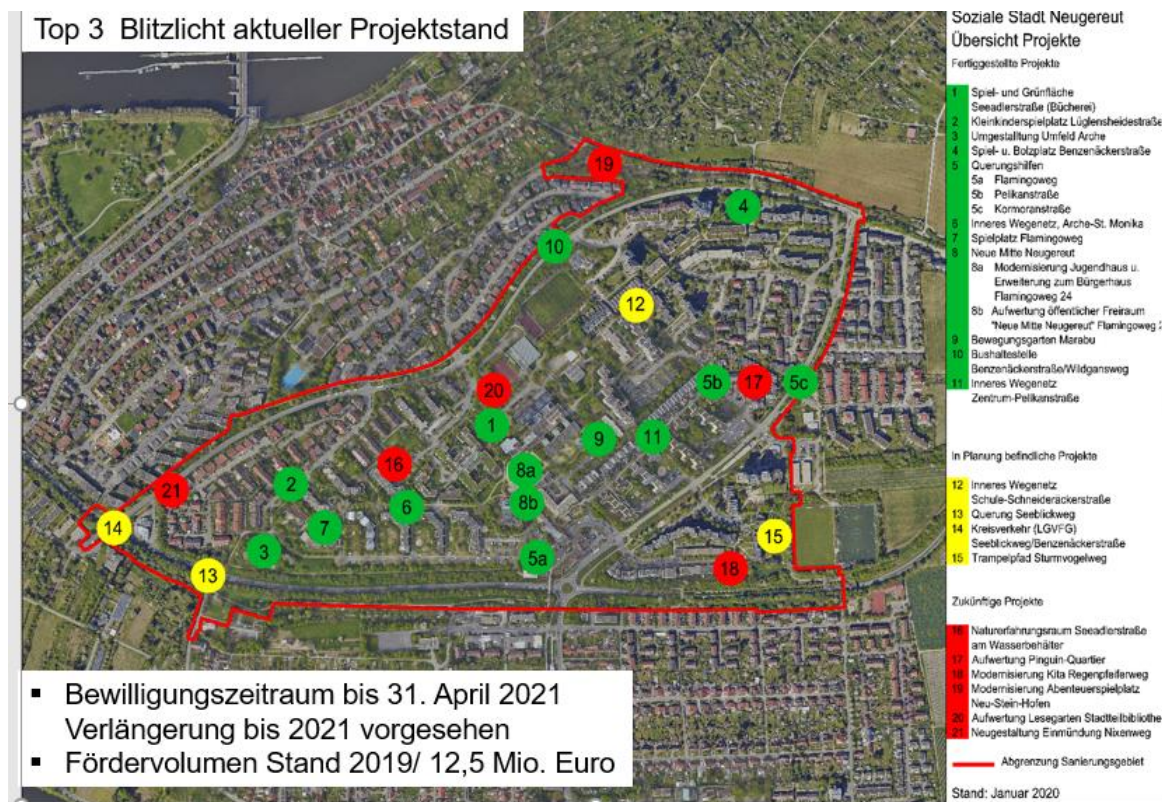 Top 3 Blitzlicht aktueller Projektstand
19
4
10
12
5b
17
5c
20
1
9
11
16
8a
2
21
6
8b
14
7
15
3
5a
18
13
▪ Bewilligungszeitraum bis 31. April 2021
Verlängerung bis 2021 vorgesehen
▪ Fördervolumen Stand 2019/ 12,5 Mio. Euro
Soziale Stadt Neugereut
Übersicht Projekte
Fertiggestellte Projekte
1 Spiel- und Grünfläche
Seeadlerstraße (Bücherei)
2 Kleinkinderspielplatz Lüglensheidestraße
3 Umgestalltung Umfeld Arche
4 Spiel- u. Bolzplatz Benzenäckerstraße
5 Querungshilfen
5a Flamingoweg
5b Pelikanstraße
5c Kormoranstraße
6 Inneres Wegenetz, Arche-St. Monika
7 Spielplatz Flamingoweg
8 Neue Mitte Neugereut
8a Modernisierung Jugendhaus u.
Erweiterung zum Bürgerhaus
Flamingoweg 24
8b Aufwertung öffentlicher Freiraum
"Neue Mitte Neugereut" Flamingoweg
9 Bewegungsgarten Marabu
10 Bushaltestelle
Benzenäckerstraße/Wildgansweg
11 Inneres Wegenetz
Zentrum-Pelikanstraße
In Planung befindliche Projekte
12 Inneres Wegenetz
Schule-Schneideräckerstraße
13 Querung Seeblickweg
14 Kreisverkehr (LGVFG)
Seeblickweg/Benzenäckerstraße
15 Trampelpfad Sturmvogelweg
Zukünftige Projekte
16 Naturerfahrungsraum Seeadlerstraße
am Wasserbehälter
17 Aufwertung Pinguin-Quartier
18 Modernisierung Kita Regenpfeiferweg
19 Modernisierung Abenteuerspielplatz
Neu-Stein-Hofen
20 Aufwertung Lesegarten Stadtteilbibliothe
21 Neugestaltung Einmündung Nixenweg
Abgrenzung Sanierungsgebiet
Stand: Januar 2020